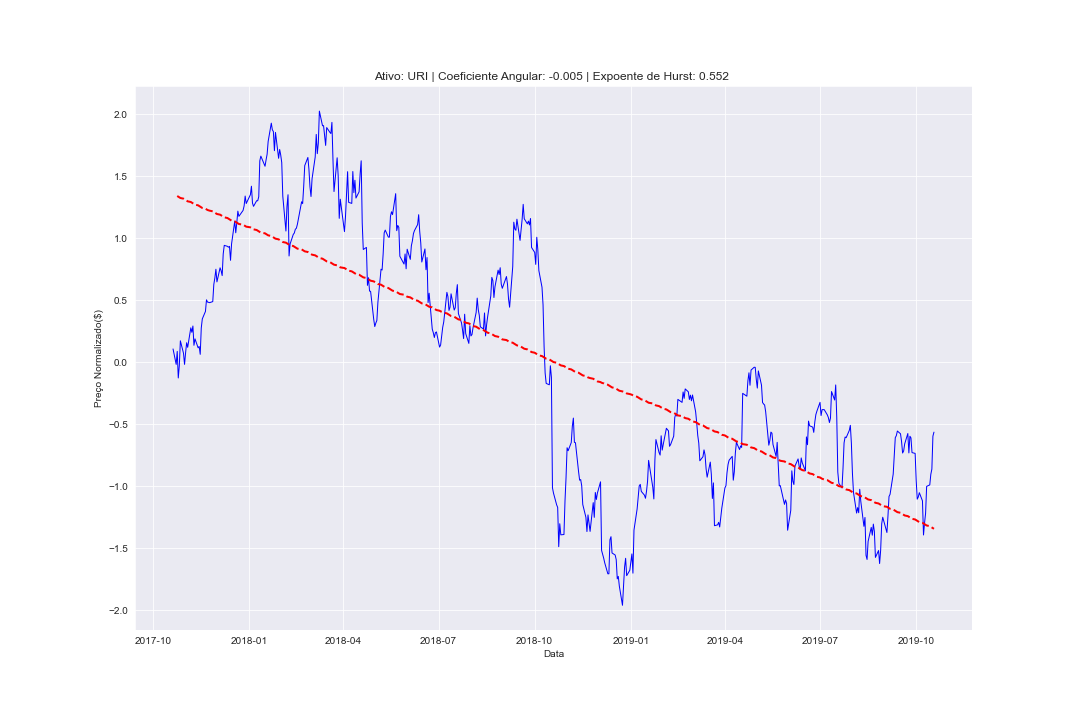 Ativo: URI | Coeficiente Angular: -0.005 | Expoente de Hurst: 0.552
Preço Normalizado($)
2.0
1.5
1.0
0.5
0.0
−0.5
−1.0
−1.5
−2.0
2017-10 2018-01 2018-04 2018-07 2018-10 2019-01 2019-04 2019-07 2019-10
Data